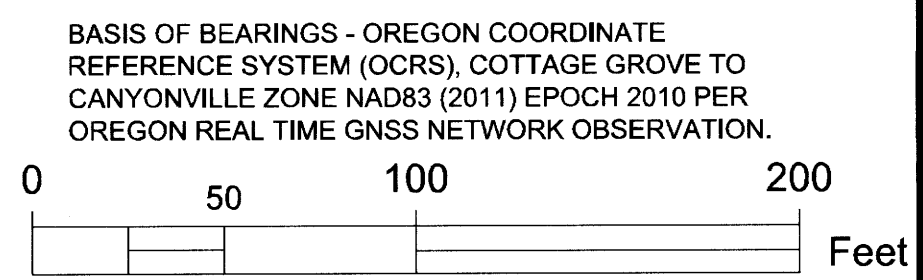 BASIS OF BEARINGS - OREGON COORDINATE
REFERENCE SYSTEM (OCRS), COTTAGE GROVE TO
CANYONVILLE ZONE NAD83 (2011) EPOCH 2010 PER
OREGON REAL TIME GNSS NETWORK OBSERVATION.
0 50 100 200
Feet